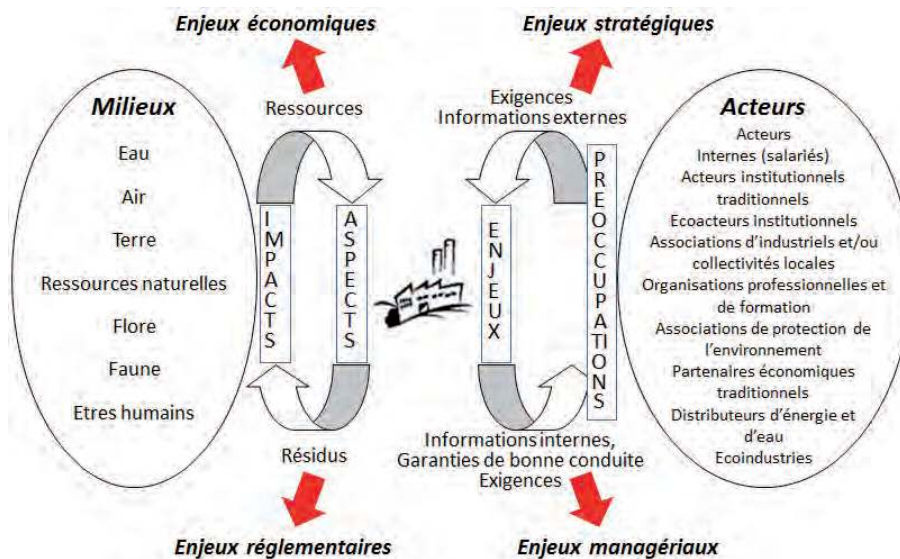 Enjeux économiques
Enjeux stratégiques
Milieux
Eau
Air
Terre
Ressources naturelles
Flore
Faune
Etres humains
Ressources
IMPACTS
ASPECTS
Résidus
Exigences
Informations externes
ENJEUX
PREOCCUPATIONS
Informations internes,
Garanties de bonne conduite
Exigences
Acteurs
Acteurs
Internes (salariés)
Acteurs institutionnels
traditionnels
Ecoacteurs institutionnels
Associations d'industriels et/ou
collectivités locales
Organisations professionnelles et
de formation
Associations de protection de
l'environnement
Partenaires économiques
traditionnels
Distributeurs d'énergie et
d'eau
Ecoindustries
Enjeux réglementaires
Enjeux managériaux